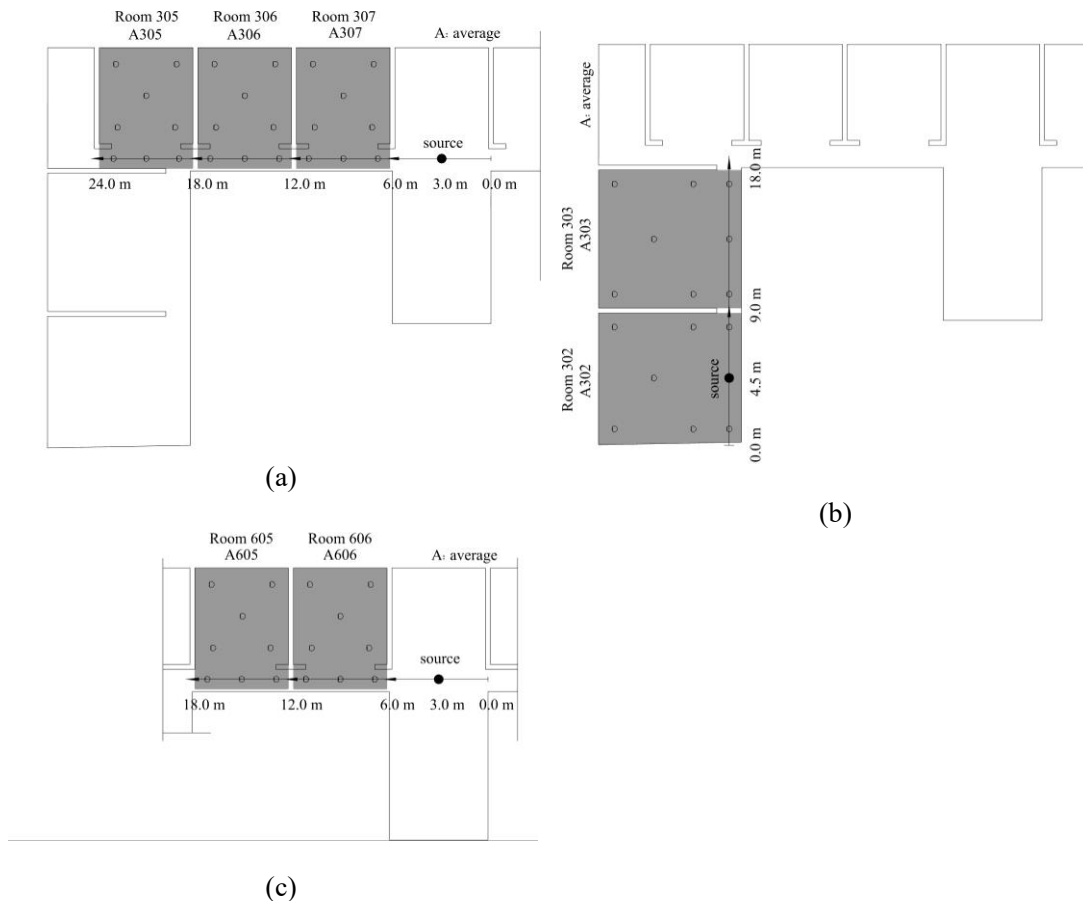 Room 305
A305
Room 306
A306
Room 307
A307
A: average
source
24.0 m
18.0 m
12.0 m
6.0 m
3.0 m
0.0 m
(a)
A: average
Room 303
A303
Room 302
A302
source
18.0 m
9.0 m
4.5 m
0.0 m
(b)
Room 605
A605
Room 606
A606
A: average
source
18.0 m
12.0 m
6.0 m
3.0 m
0.0 m
(c)